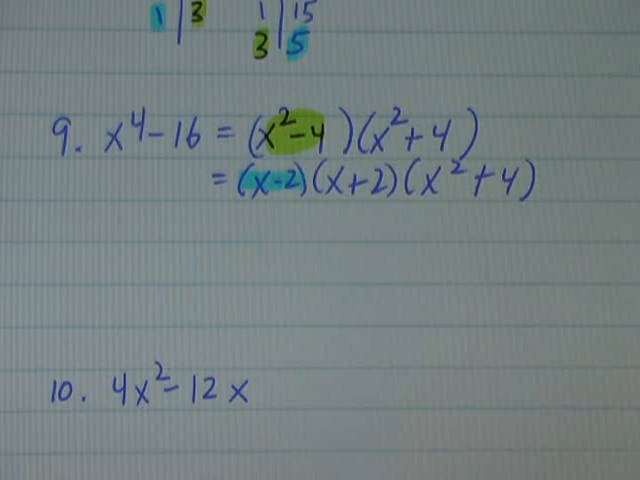 1 | 3 1 | 15
3 | 5
9. x⁴ - 16 = (x² - 4)(x² + 4)
= (x - 2)(x + 2)(x² + 4)
10. 4x² - 12x